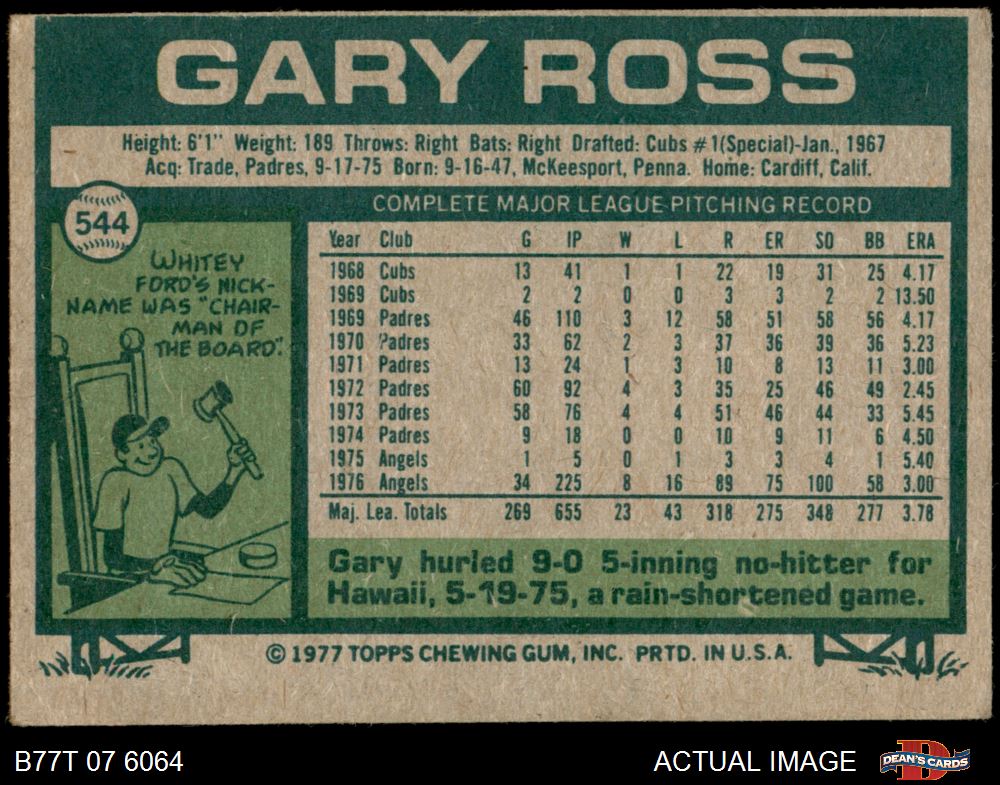 GARY ROSS
Height: 6'1" Weight: 189 Throws: Right Bats: Right Drafted: Cubs #1(Special)-Jan., 1967
Acq: Trade, Padres, 9-17-75 Born: 9-16-47, McKeesport, Penna. Home: Cardiff, Calif.
544
WHITEY
FORD'S NICK-
NAME WAS "CHAIR-
MAN OF
THE BOARD".
COMPLETE MAJOR LEAGUE PITCHING RECORD
Year Club G IP W L R ER SO BB ERA
1968 Cubs 13 41 1 1 22 19 31 25 4.17
1969 Cubs 2 2 0 0 3 3 2 2 13.50
1969 Padres 46 110 3 12 58 51 58 56 4.17
1970 Padres 33 62 2 3 37 36 39 36 5.23
1971 Padres 13 24 1 3 10 8 13 11 3.00
1972 Padres 60 92 4 3 35 25 46 49 2.45
1973 Padres 58 76 4 4 51 46 44 33 5.45
1974 Padres 9 18 0 0 10 9 11 6 4.50
1975 Angels 1 5 0 1 3 3 4 1 5.40
1976 Angels 34 225 8 16 89 75 100 58 3.00
Maj. Lea. Totals 269 655 23 43 318 275 348 277 3.78
Gary hurled 9-0 5-inning no-hitter for
Hawaii, 5-19-75, a rain-shortened game.
© 1977 TOPPS CHEWING GUM, INC. PRTD. IN U.S.A.
B77T 07 6064
ACTUAL IMAGE
D
DEAN'S CARDS